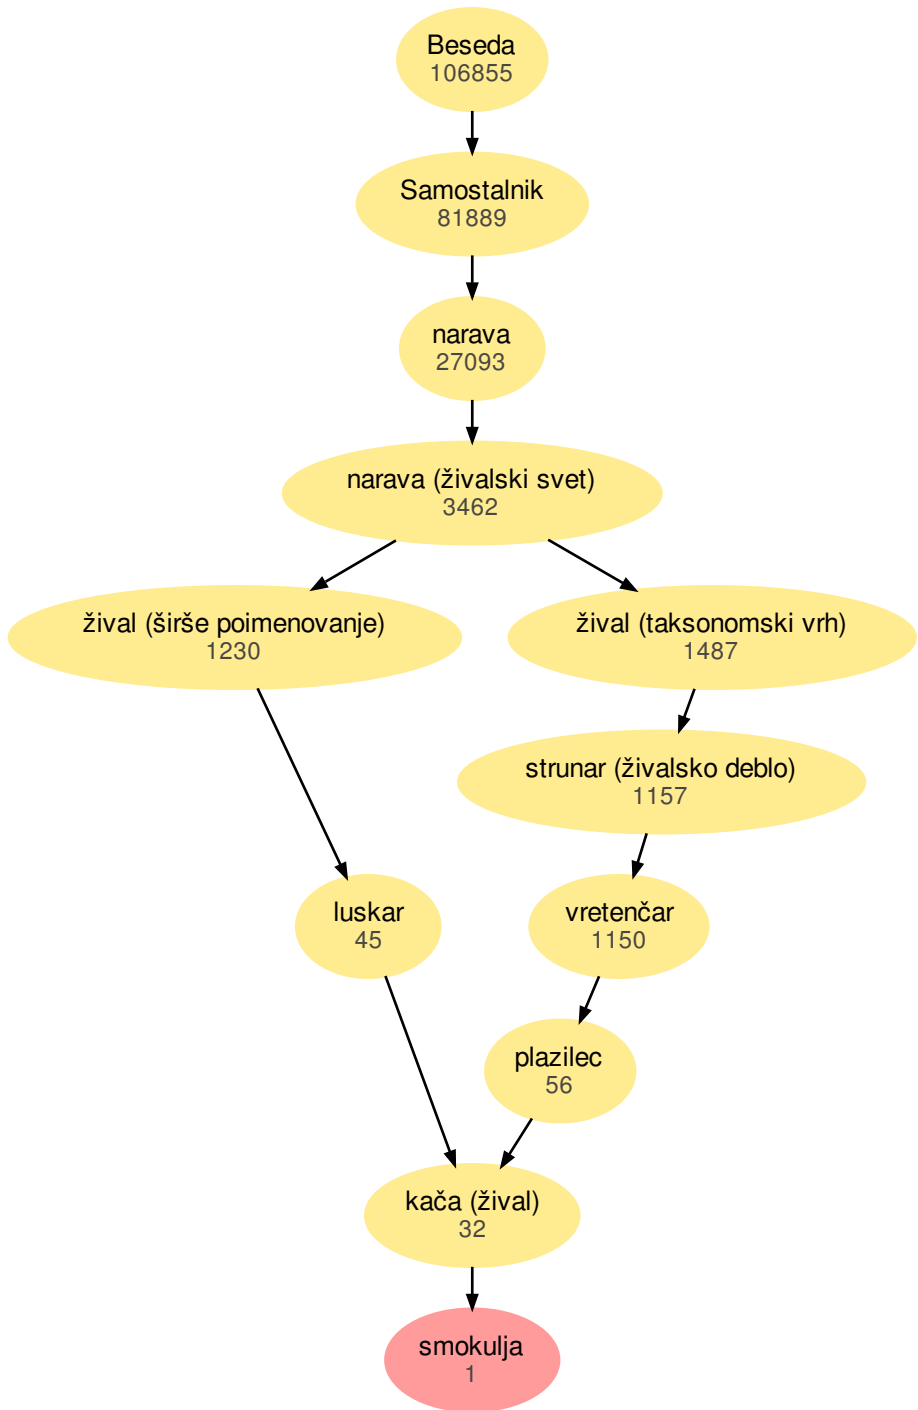 Beseda
106855
Samostalnik
81889
narava
27093
narava (živalski svet)
3462
žival (širše poimenovanje)
1230
žival (taksonomski vrh)
1487
strunar (živalsko deblo)
1157
luskar
45
vretenčar
1150
plazilec
56
kača (žival)
32
smokulja
1